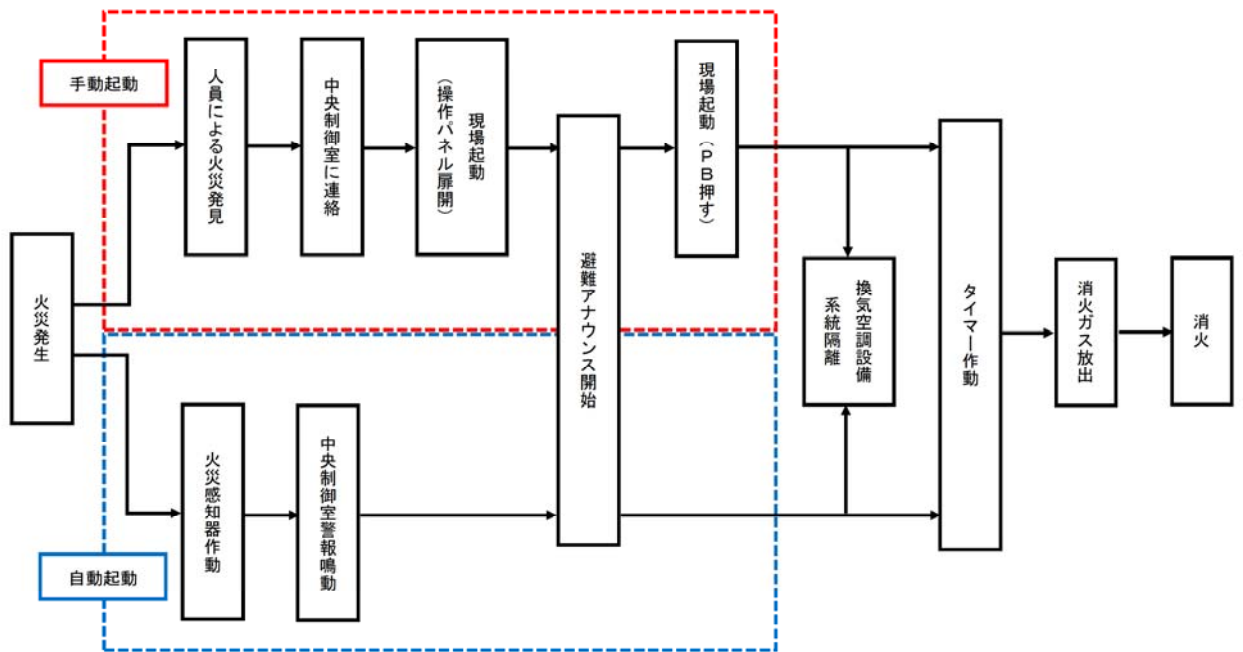 手動起動
人員による火災発見
中央制御室に連絡
現場起動
（操作パネル扉開）
現場起動（ＰＢ押す）
火災発生
避難アナウンス開始
換気空調設備
系統隔離
タイマー作動
消火ガス放出
消火
自動起動
火災感知器作動
中央制御室警報鳴動